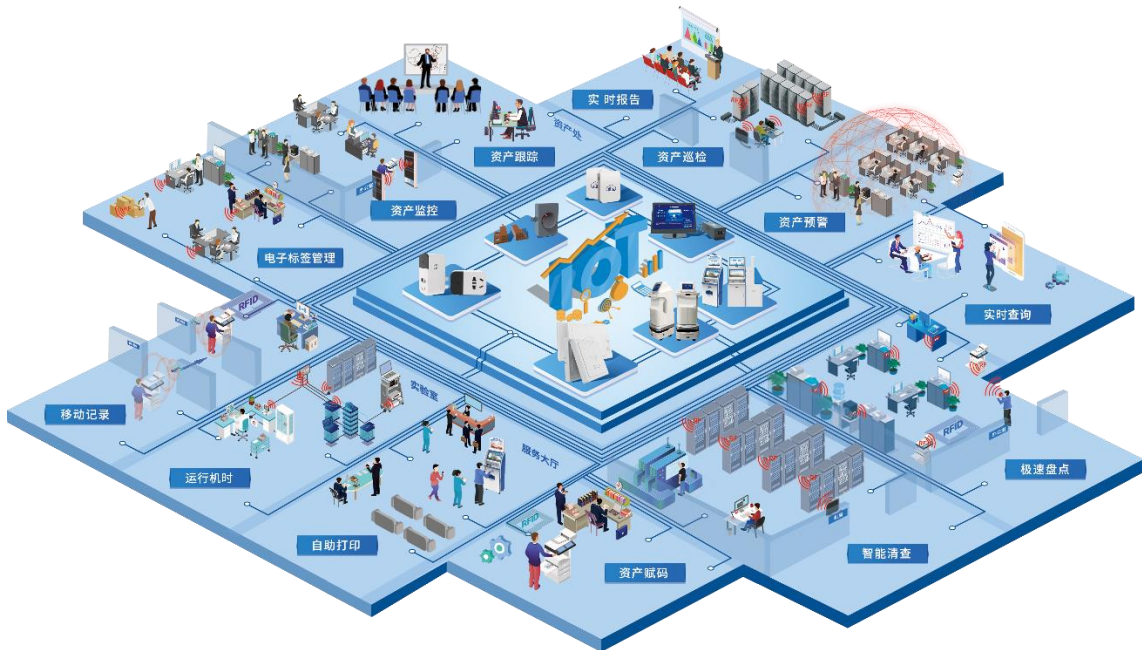 实时报告
资产处
资产跟踪
资产巡检
资产监控
资产预警
电子标签管理
IOT
RFID
实时查询
移动记录
实验室
服务大厅
RFID
极速盘点
运行机时
RFID
自助打印
资产赋码
智能清查